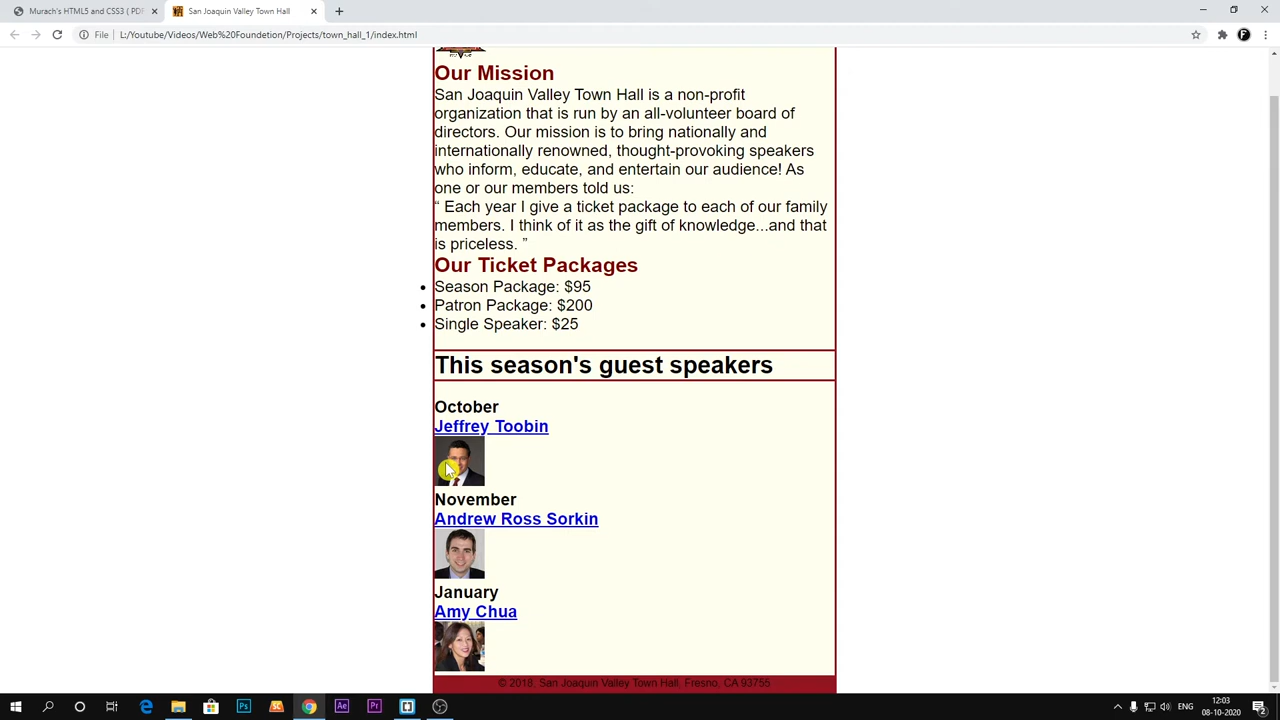 Murach's HTML5 and CSS3 ( PDF
San Joaquin Valley Town Hall
File
L:/Youtube/Videos/Web%20Foundetion/Projects/town_hall_1/index.html
Our Mission
San Joaquin Valley Town Hall is a non-profit
organization that is run by an all-volunteer board of
directors. Our mission is to bring nationally and
internationally renowned, thought-provoking speakers
who inform, educate, and entertain our audience! As
one or our members told us:
“ Each year I give a ticket package to each of our family
members. I think of it as the gift of knowledge...and that
is priceless. ”
Our Ticket Packages
• Season Package: $95
• Patron Package: $200
• Single Speaker: $25
This season's guest speakers
October
Jeffrey Toobin
November
Andrew Ross Sorkin
January
Amy Chua
© 2018, San Joaquin Valley Town Hall, Fresno, CA 93755
Ps
Ae
Pr
ENG
12:03
08-10-2020
2